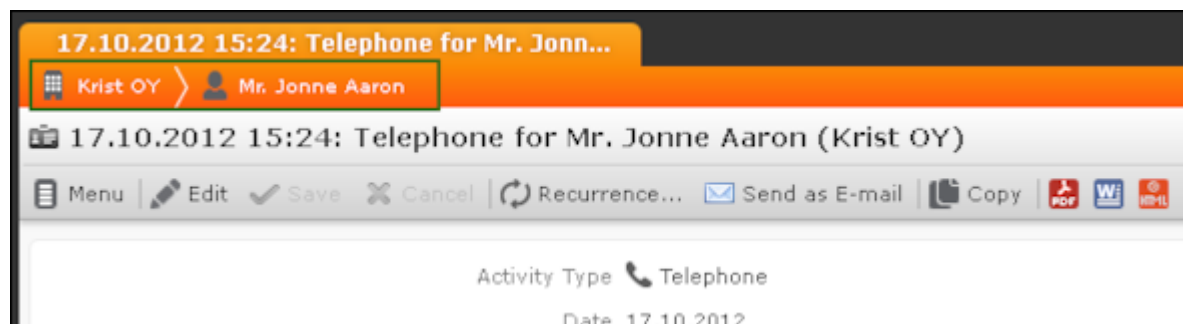 17.10.2012 15:24: Telephone for Mr. Jonn...
Krist OY Mr. Jonne Aaron
17.10.2012 15:24: Telephone for Mr. Jonne Aaron (Krist OY)
Menu Edit Save Cancel Recurrence... Send as E-mail Copy PDF W HTML
Activity Type Telephone
Date 17.10.2012